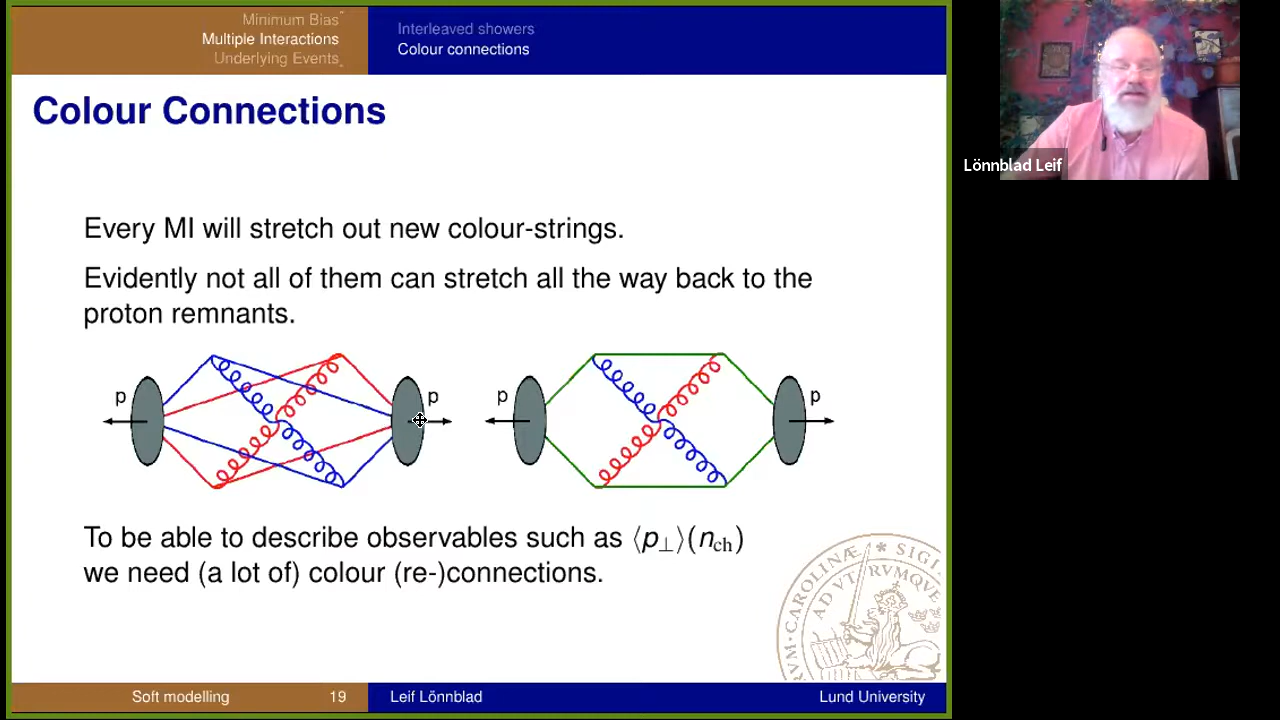 Minimum Bias
Multiple Interactions
Underlying Events
Interleaved showers
Colour connections
Colour Connections
Every MI will stretch out new colour-strings.
Evidently not all of them can stretch all the way back to the
proton remnants.
p
p
p
p
To be able to describe observables such as ⟨p⊥⟩(nch)
we need (a lot of) colour (re-)connections.
Soft modelling
19
Leif Lönnblad
Lund University
Lönnblad Leif